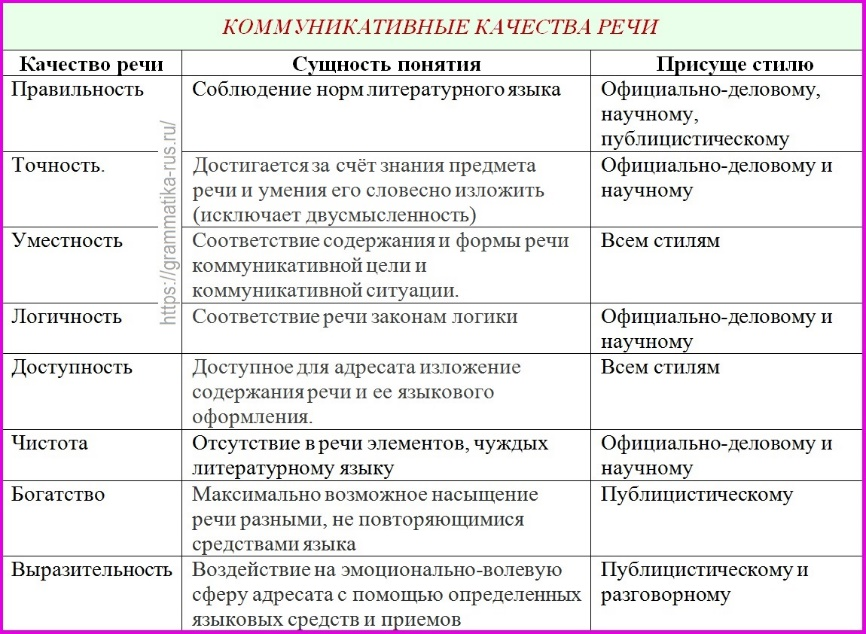 КОММУНИКАТИВНЫЕ КАЧЕСТВА РЕЧИ
Качество речи
Сущность понятия
Присуще стилю
Правильность
Соблюдение норм литературного языка
Официально-деловому,
научному,
публицистическому
Точность.
Достигается за счёт знания предмета
речи и умения его словесно изложить
(исключает двусмысленность)
Официально-деловому и
научному
Уместность
Соответствие содержания и формы речи
коммуникативной цели и
коммуникативной ситуации.
Всем стилям
Логичность
Соответствие речи законам логики
Официально-деловому и
научному
Доступность
Доступное для адресата изложение
содержания речи и ее языкового
оформления.
Всем стилям
Чистота
Отсутствие в речи элементов, чуждых
литературному языку
Официально-деловому и
научному
Богатство
Максимально возможное насыщение
речи разными, не повторяющимися
средствами языка
Публицистическому
Выразительность
Воздействие на эмоционально-волевую
сферу адресата с помощью определенных
языковых средств и приемов
Публицистическому и
разговорному
https://grammatika-rus.ru/